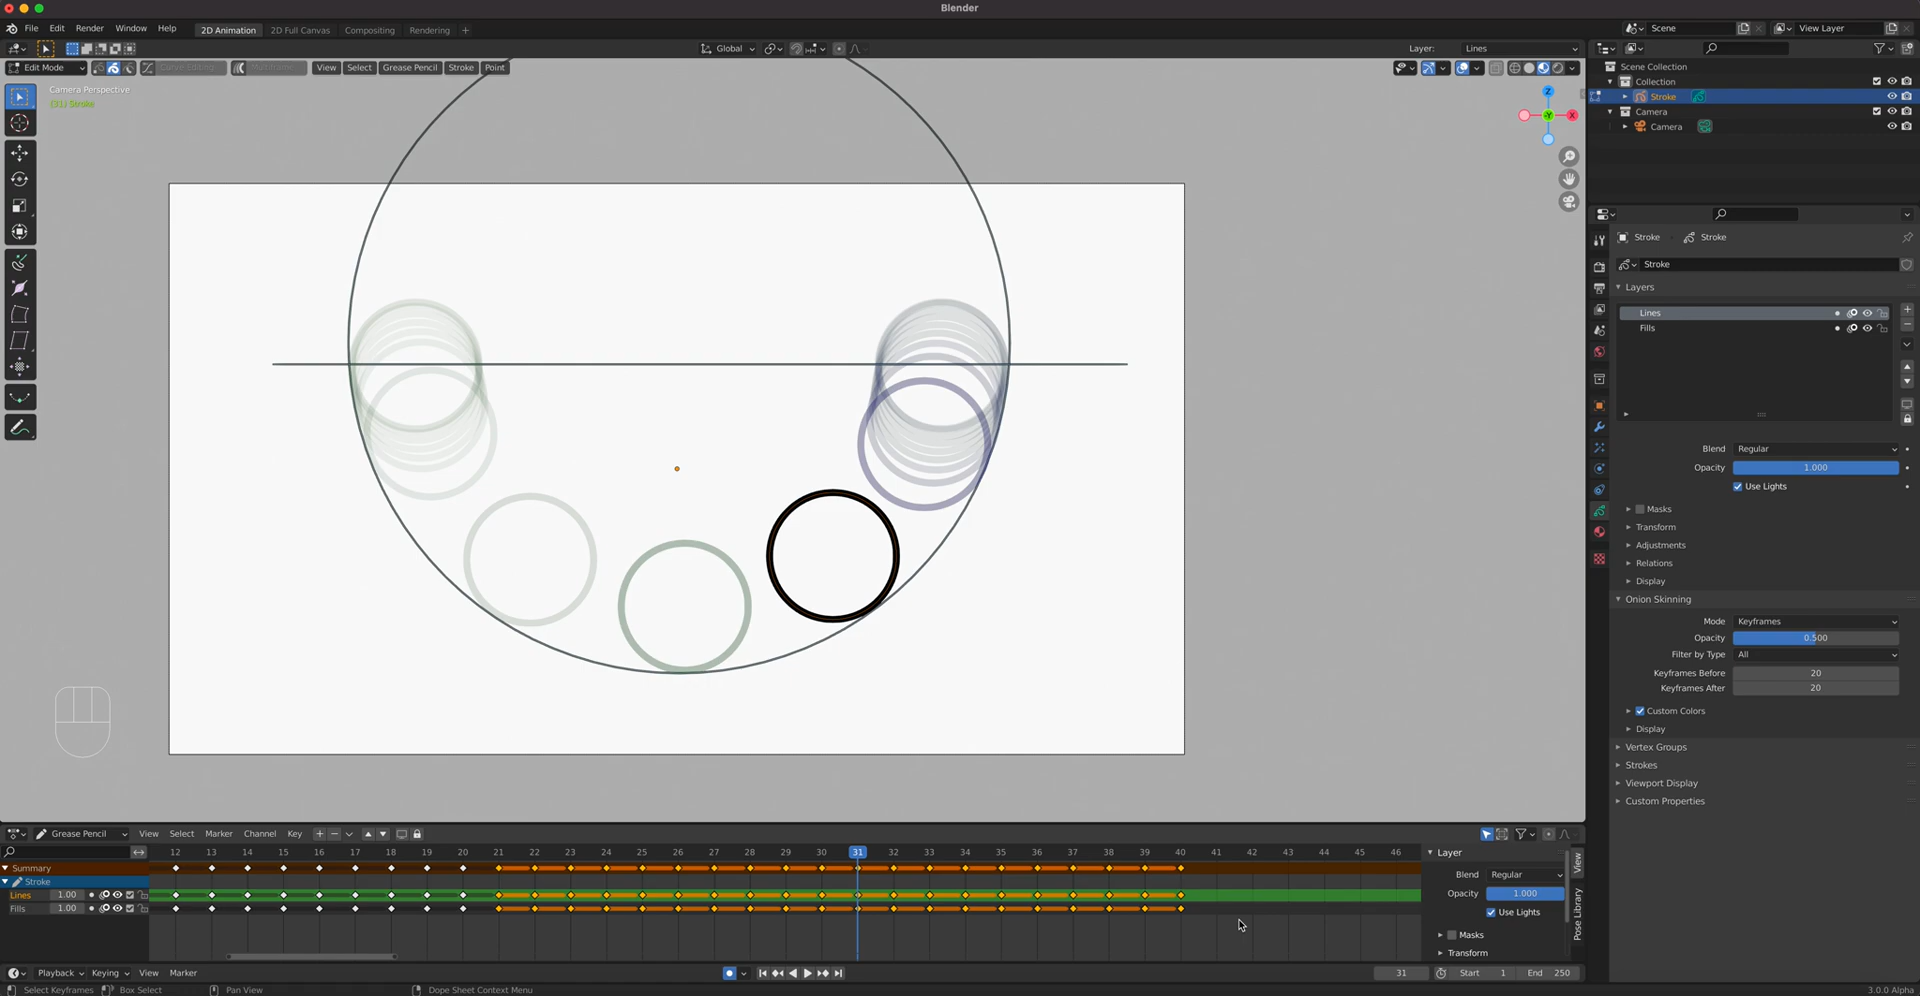 Blender
File Edit Render Window Help 2D Animation 2D Full Canvas Compositing Rendering + Scene View Layer
Global Layer: Lines
Edit Mode Curve Editing Multiframe View Select Grease Pencil Stroke Point
Camera Perspective
(31) Stroke
Z
X
-Y
Scene Collection
Collection
Stroke
Camera
Camera
Stroke Stroke
Stroke
Layers
Lines
Fills
Blend Regular
Opacity 1.000
Use Lights
Masks
Transform
Adjustments
Relations
Display
Onion Skinning
Mode Keyframes
Opacity 0.500
Filter by Type All
Keyframes Before 20
Keyframes After 20
Custom Colors
Display
Vertex Groups
Strokes
Viewport Display
Custom Properties
Grease Pencil View Select Marker Channel Key
12 13 14 15 16 17 18 19 20 21 22 23 24 25 26 27 28 29 30 31 32 33 34 35 36 37 38 39 40 41 42 43 44 45 46
Summary
Stroke
Lines 1.00
Fills 1.00
Layer
Blend Regular
Opacity 1.000
Use Lights
Masks
Transform
View
Pose Library
Playback Keying View Marker 31 Start 1 End 250
Select Keyframes Box Select Pan View Dope Sheet Context Menu 3.0.0 Alpha